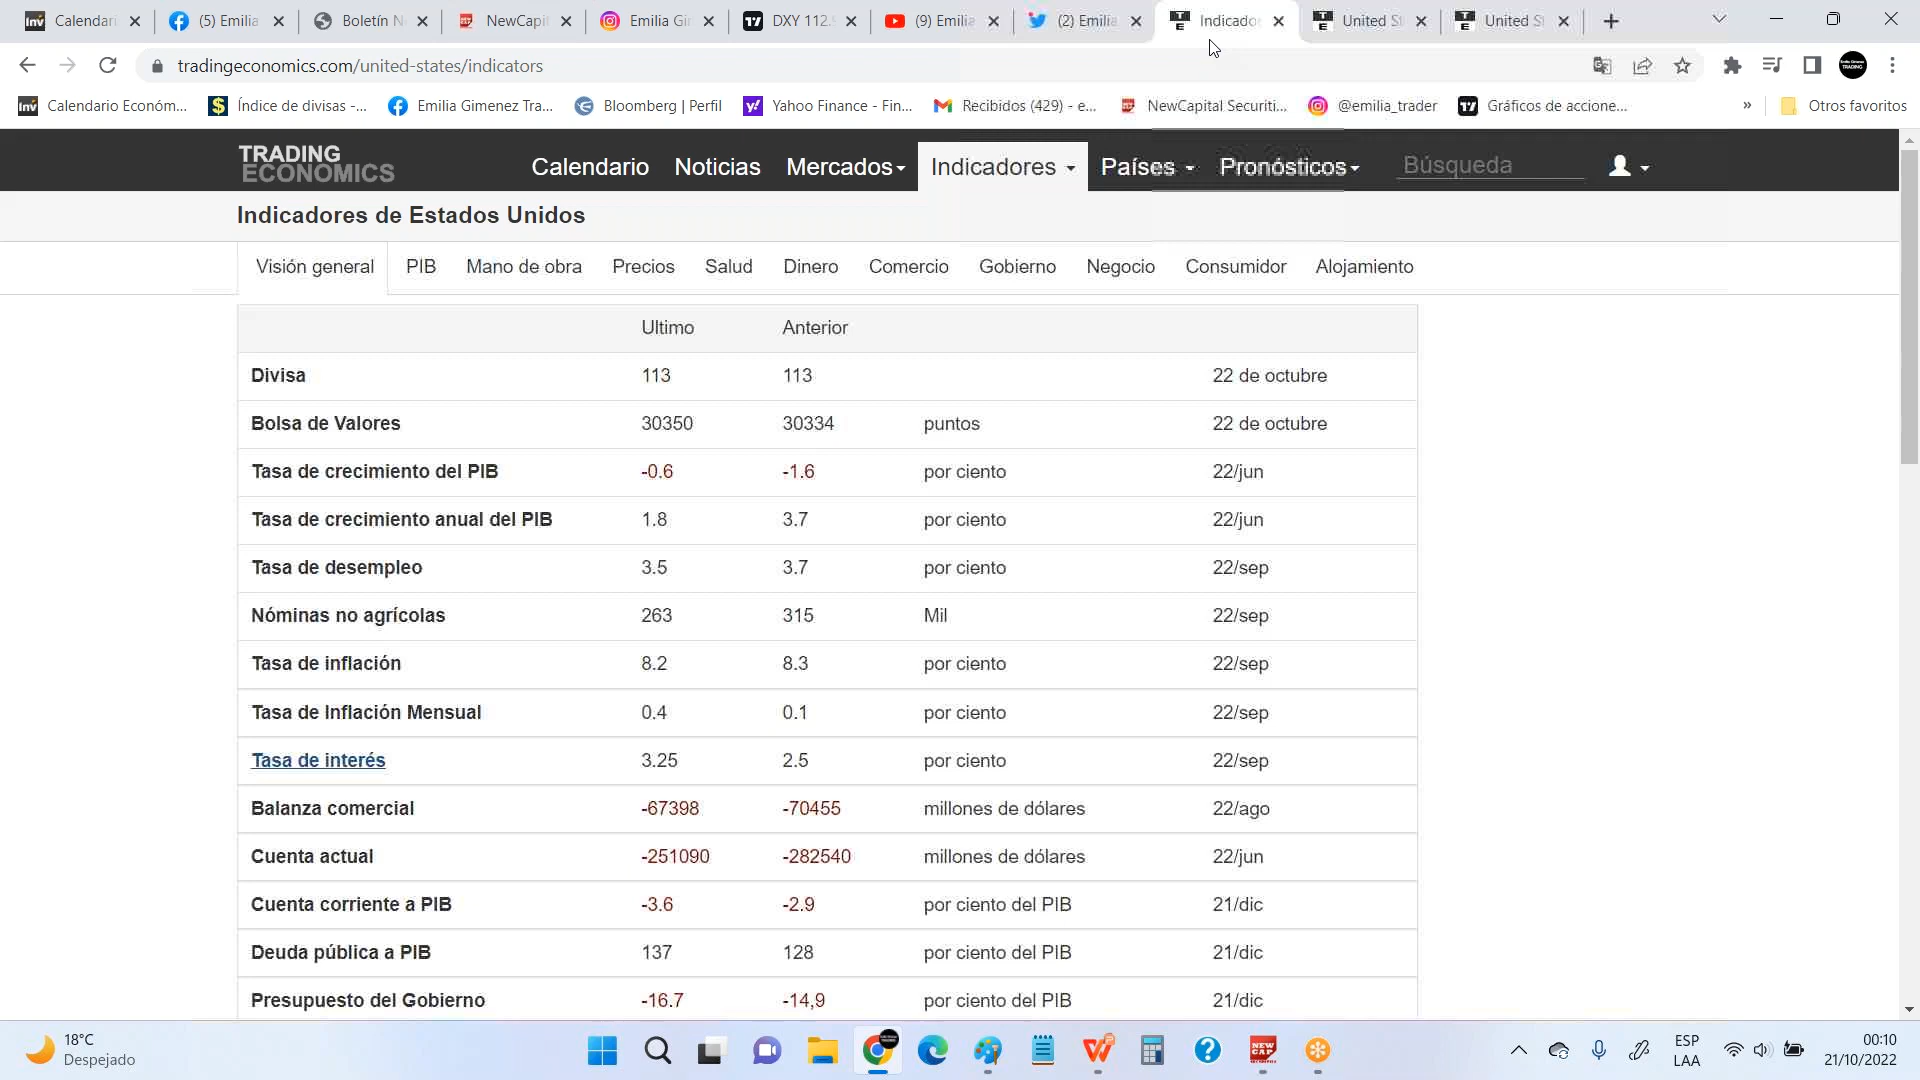 Calendari
(5) Emilia
Boletín N
NewCapit
Emilia Gi
DXY 112.
(9) Emilia
(2) Emilia
Indicado
United St
United St
tradingeconomics.com/united-states/indicators
Calendario Económ...
Índice de divisas -...
Emilia Gimenez Tra...
Bloomberg | Perfil
Yahoo Finance - Fin...
Recibidos (429) - e...
NewCapital Securiti...
@emilia_trader
Gráficos de accione...
»
Otros favoritos
TRADING
ECONOMICS
Calendario Noticias Mercados Indicadores Países Pronósticos Búsqueda
Indicadores de Estados Unidos
Visión general PIB Mano de obra Precios Salud Dinero Comercio Gobierno Negocio Consumidor Alojamiento
Ultimo Anterior
Divisa 113 113 22 de octubre
Bolsa de Valores 30350 30334 puntos 22 de octubre
Tasa de crecimiento del PIB -0.6 -1.6 por ciento 22/jun
Tasa de crecimiento anual del PIB 1.8 3.7 por ciento 22/jun
Tasa de desempleo 3.5 3.7 por ciento 22/sep
Nóminas no agrícolas 263 315 Mil 22/sep
Tasa de inflación 8.2 8.3 por ciento 22/sep
Tasa de Inflación Mensual 0.4 0.1 por ciento 22/sep
Tasa de interés 3.25 2.5 por ciento 22/sep
Balanza comercial -67398 -70455 millones de dólares 22/ago
Cuenta actual -251090 -282540 millones de dólares 22/jun
Cuenta corriente a PIB -3.6 -2.9 por ciento del PIB 21/dic
Deuda pública a PIB 137 128 por ciento del PIB 21/dic
Presupuesto del Gobierno -16.7 -14,9 por ciento del PIB 21/dic
18°C
Despejado
NEW
CAP
ESP
LAA
00:10
21/10/2022